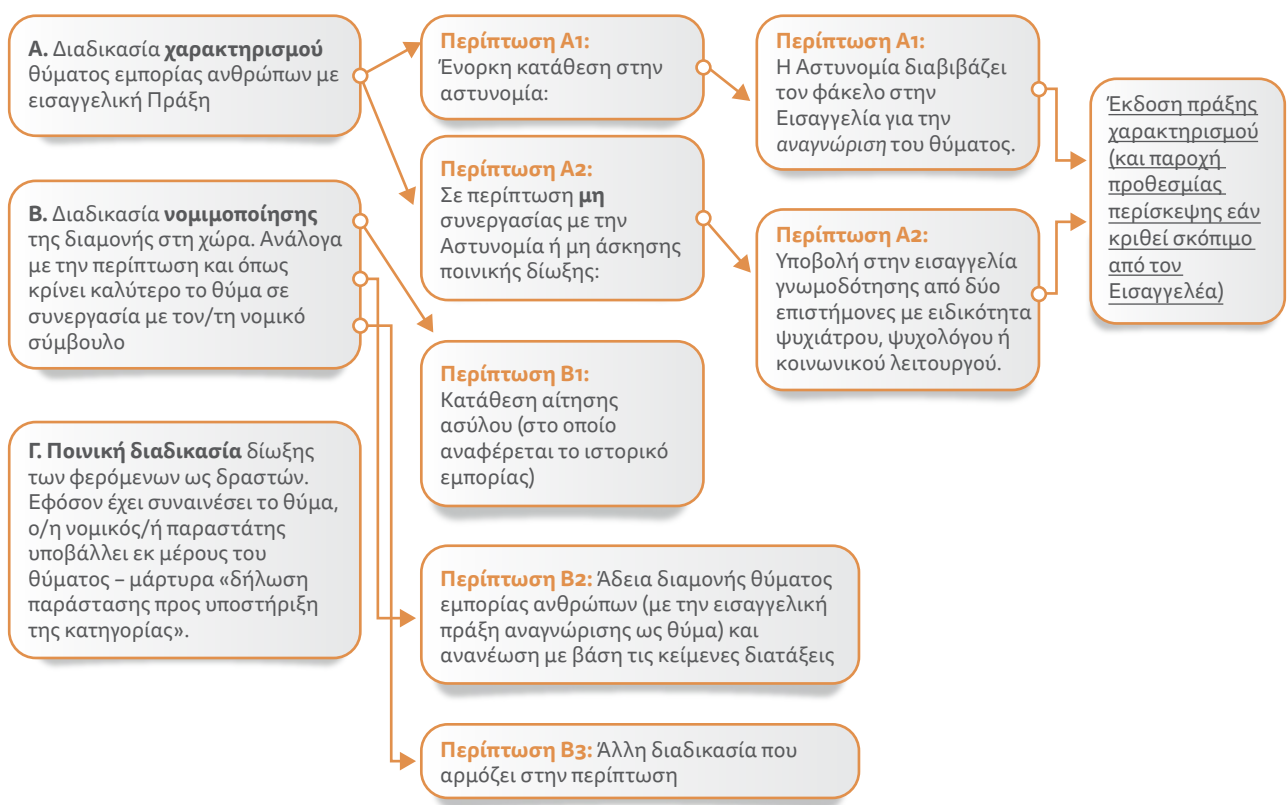 Α. Διαδικασία χαρακτηρισμού
θύματος εμπορίας ανθρώπων με
εισαγγελική Πράξη
Περίπτωση Α1:
Ένορκη κατάθεση στην
αστυνομία:
Περίπτωση Α1:
Η Αστυνομία διαβιβάζει
τον φάκελο στην
Εισαγγελία για την
αναγνώριση του θύματος.
Περίπτωση Α2:
Σε περίπτωση μη
συνεργασίας με την
Αστυνομία ή μη άσκησης
ποινικής δίωξης:
Περίπτωση Α2:
Υποβολή στην εισαγγελία
γνωμοδότησης από δύο
επιστήμονες με ειδικότητα
ψυχιάτρου, ψυχολόγου ή
κοινωνικού λειτουργού.
Έκδοση πράξης
χαρακτηρισμού
(και παροχή
προθεσμίας
περίσκεψης εάν
κριθεί σκόπιμο
από τον
Εισαγγελέα)
Β. Διαδικασία νομιμοποίησης
της διαμονής στη χώρα. Ανάλογα
με την περίπτωση και όπως
κρίνει καλύτερο το θύμα σε
συνεργασία με τον/τη νομικό
σύμβουλο
Περίπτωση Β1:
Κατάθεση αίτησης
ασύλου (στο οποίο
αναφέρεται το ιστορικό
εμπορίας)
Περίπτωση Β2: Άδεια διαμονής θύματος
εμπορίας ανθρώπων (με την εισαγγελική
πράξη αναγνώρισης ως θύμα) και
ανανέωση με βάση τις κείμενες διατάξεις
Περίπτωση Β3: Άλλη διαδικασία που
αρμόζει στην περίπτωση
Γ. Ποινική διαδικασία δίωξης
των φερόμενων ως δραστών.
Εφόσον έχει συναινέσει το θύμα,
ο/η νομικός/ή παραστάτης
υποβάλλει εκ μέρους του
θύματος – μάρτυρα «δήλωση
παράστασης προς υποστήριξη
της κατηγορίας».